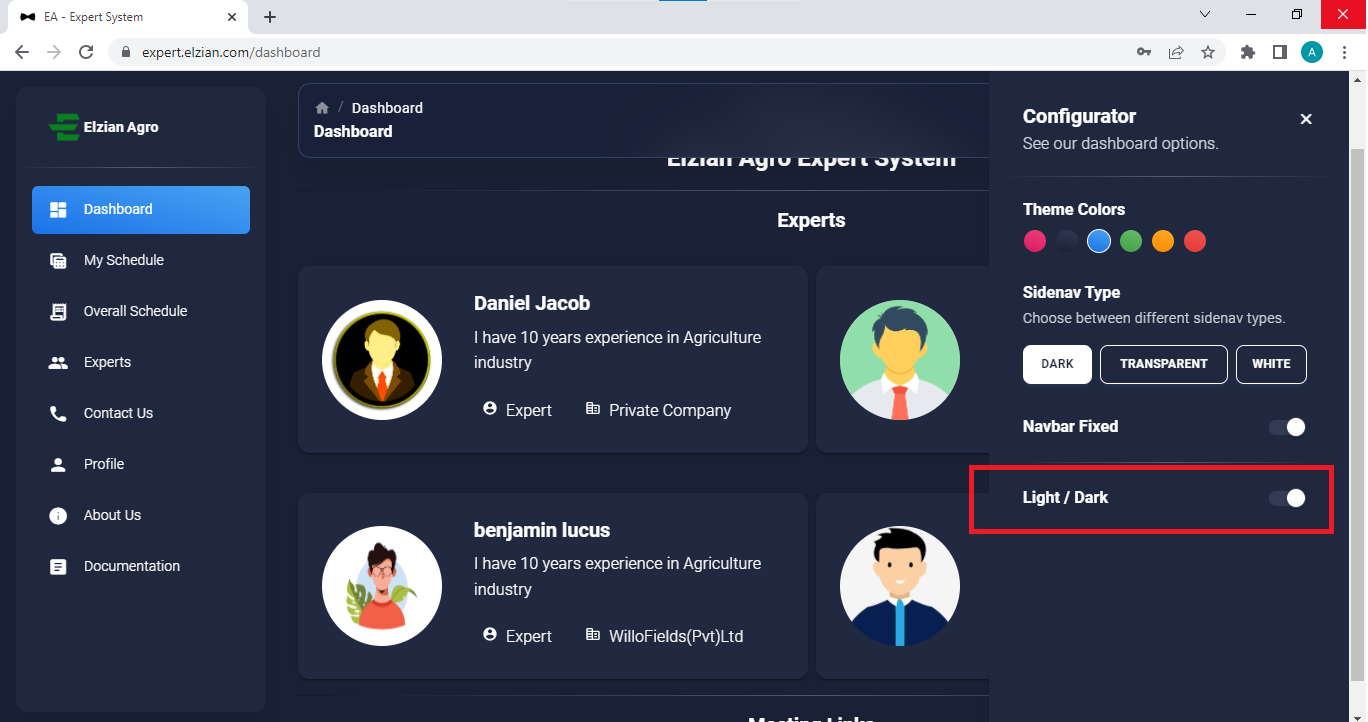 EA - Expert System
expert.elzian.com/dashboard
A
Elzian Agro
Dashboard
My Schedule
Overall Schedule
Experts
Contact Us
Profile
About Us
Documentation
/ Dashboard
Dashboard
Elzian Agro Expert System
Experts
Daniel Jacob
I have 10 years experience in Agriculture
industry
Expert Private Company
benjamin lucus
I have 10 years experience in Agriculture
industry
Expert WilloFields(Pvt)Ltd
Meeting Links
Configurator
See our dashboard options.
Theme Colors
Sidenav Type
Choose between different sidenav types.
DARK TRANSPARENT WHITE
Navbar Fixed
Light / Dark